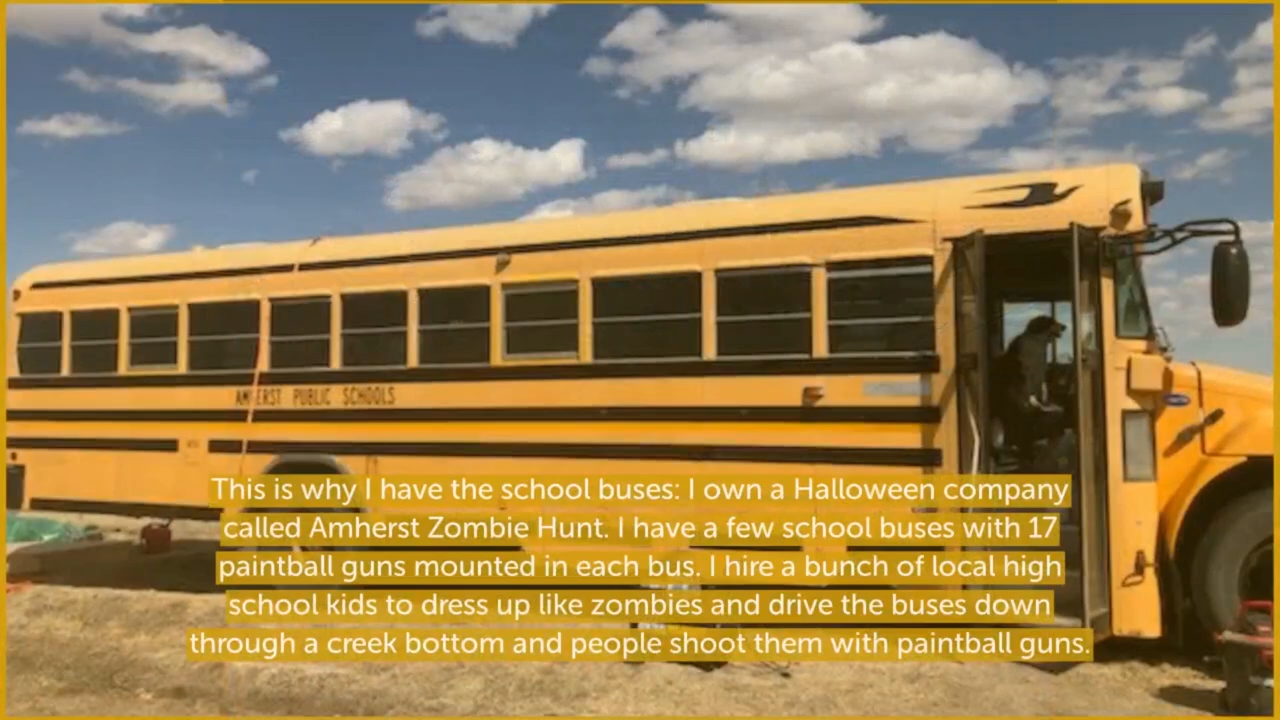 AMHERST PUBLIC SCHOOLS
This is why I have the school buses: I own a Halloween company
called Amherst Zombie Hunt. I have a few school buses with 17
paintball guns mounted in each bus. I hire a bunch of local high
school kids to dress up like zombies and drive the buses down
through a creek bottom and people shoot them with paintball guns.